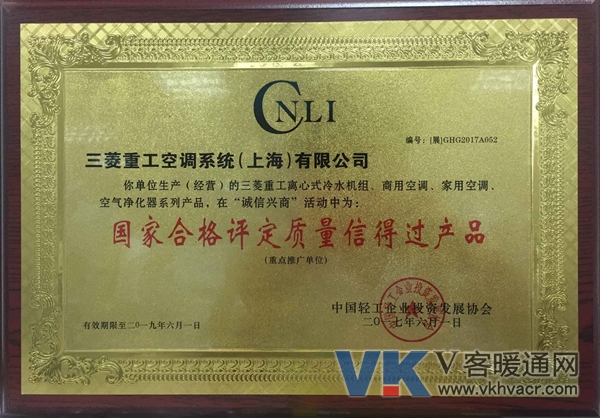 CNLI
编号：[展]GHG2017A052
三菱重工空调系统（上海）有限公司
你单位生产（经营）的三菱重工离心式冷水机组、商用空调、家用空调、
空气净化器系列产品，在“诚信兴商”活动中为：
国家合格评定质量信得过产品
（重点推广单位）
中国轻工企业投资发展协会
二〇一七年六月一日
有效期限至二〇一九年六月一日
VK V客暖通网
www.vkhvacr.com